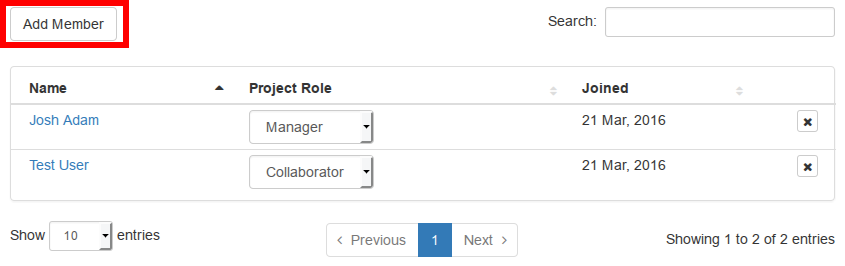 Add Member Search:
Name Project Role Joined
Josh Adam Manager 21 Mar, 2016
Test User Collaborator 21 Mar, 2016
Show 10 entries Previous 1 Next Showing 1 to 2 of 2 entries